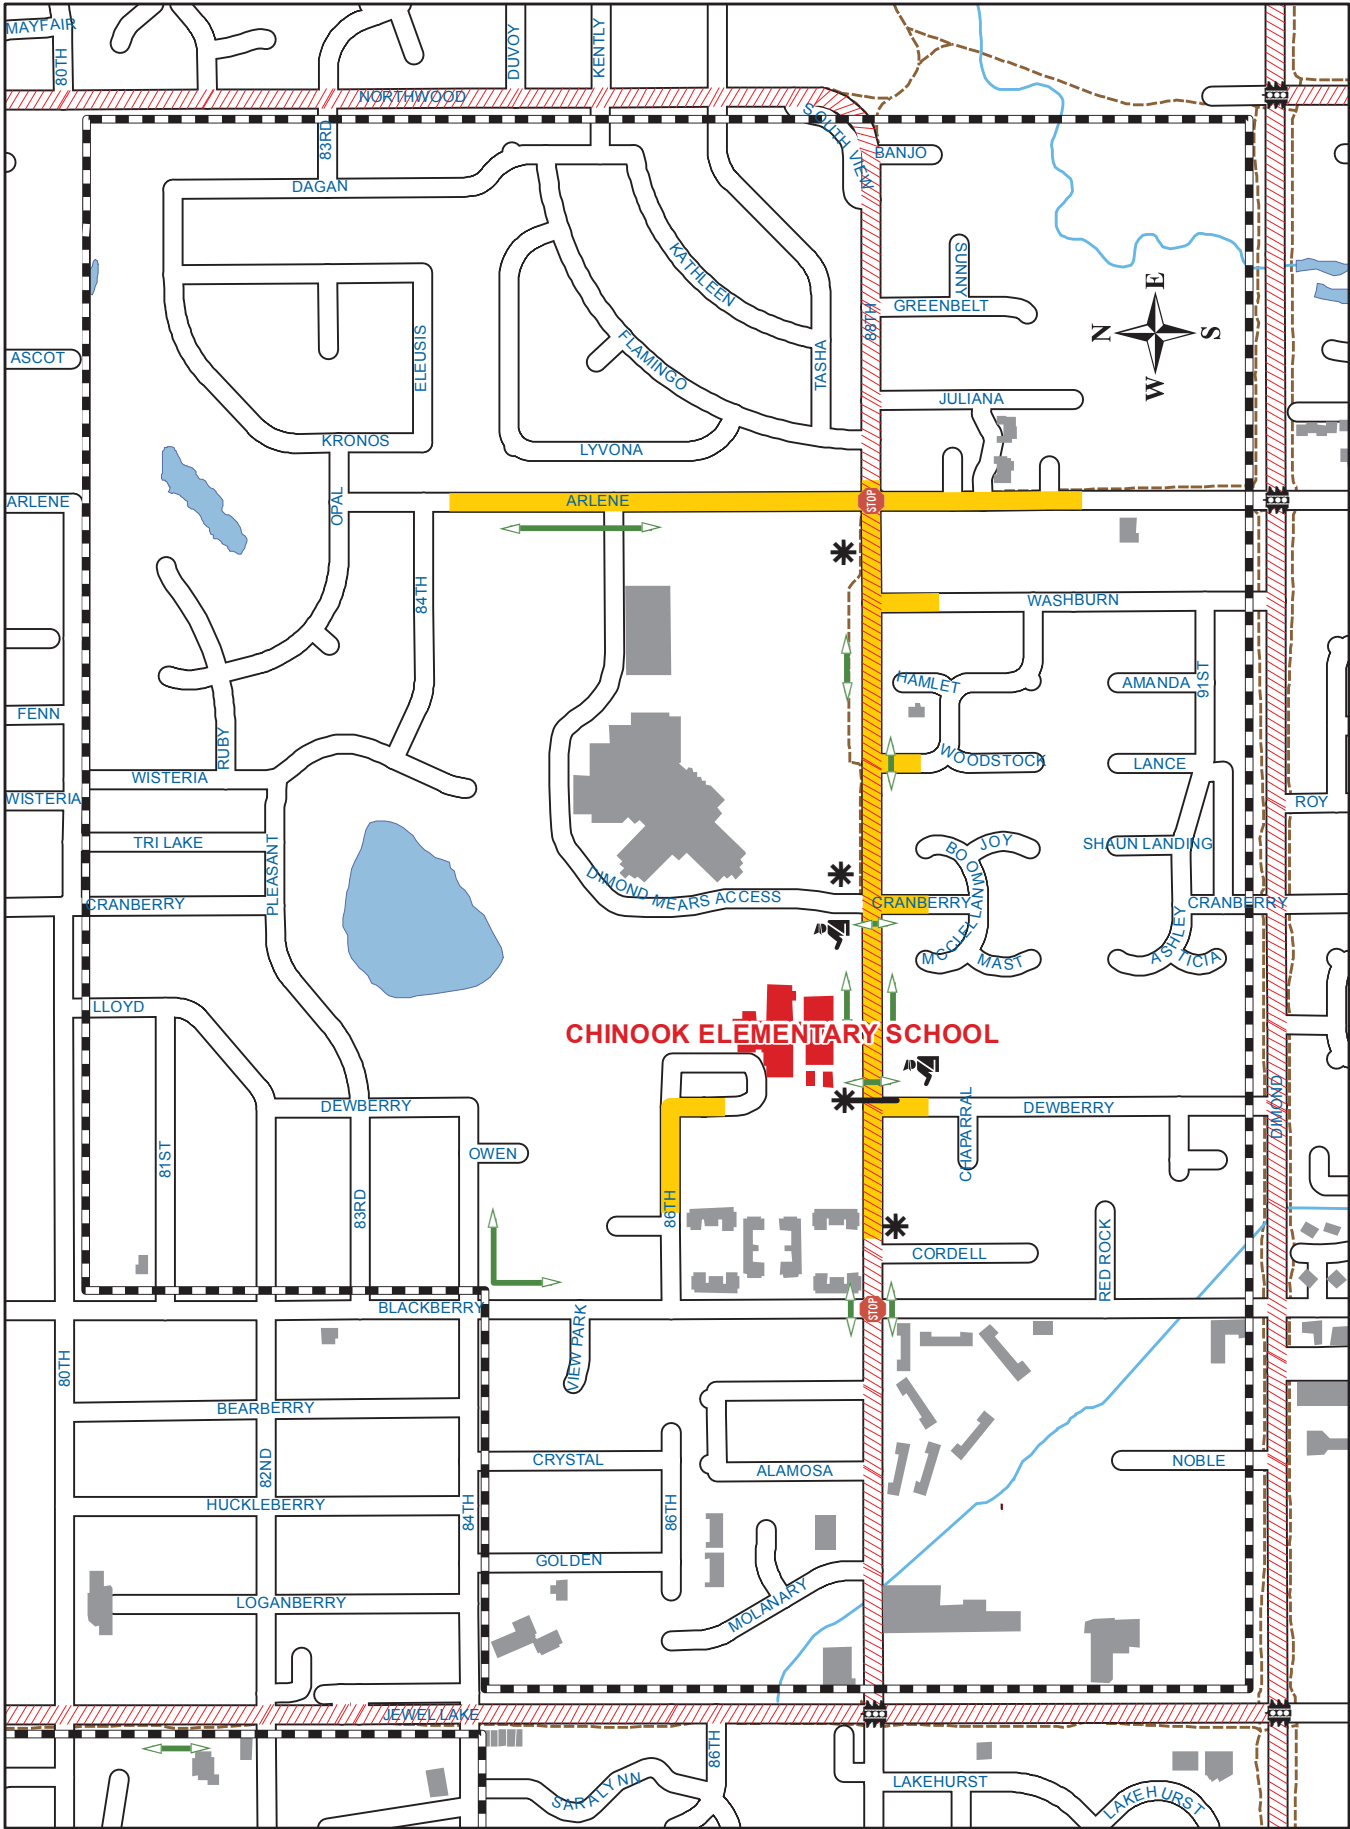 MAYFAIR
80TH
DUVOY
KENTLY
NORTHWOOD
83RD
SOUTH VIEW
BANJO
DAGAN
SUNNY
KATHLEEN
GREENBELT
88TH
E
N
S
W
ASCOT
ELEUSIS
FLAMINGO
TASHA
JULIANA
KRONOS
LYVONA
ARLENE
OPAL
ARLENE
STOP
84TH
WASHBURN
HAMLET
AMANDA
91ST
FENN
RUBY
WISTERIA
WOODSTOCK
LANCE
WISTERIA
ROY
TRI LAKE
PLEASANT
BOOM
JOY
SHAUN LANDING
DIMOND MEARS ACCESS
CRANBERRY
CRANBERRY
CRANBERRY
MCCLELLAN
MAST
ASHLEY
TICIA
LLOYD
CHINOOK ELEMENTARY SCHOOL
DEWBERRY
DEWBERRY
CHAPARRAL
DIMOND
81ST
OWEN
83RD
86TH
CORDELL
RED ROCK
BLACKBERRY
STOP
VIEW PARK
80TH
BEARBERRY
82ND
CRYSTAL
ALAMOSA
NOBLE
HUCKLEBERRY
84TH
86TH
GOLDEN
LOGANBERRY
MOLANARY
JEWEL LAKE
86TH
SARALYNN
LAKEHURST
LAKEHURST